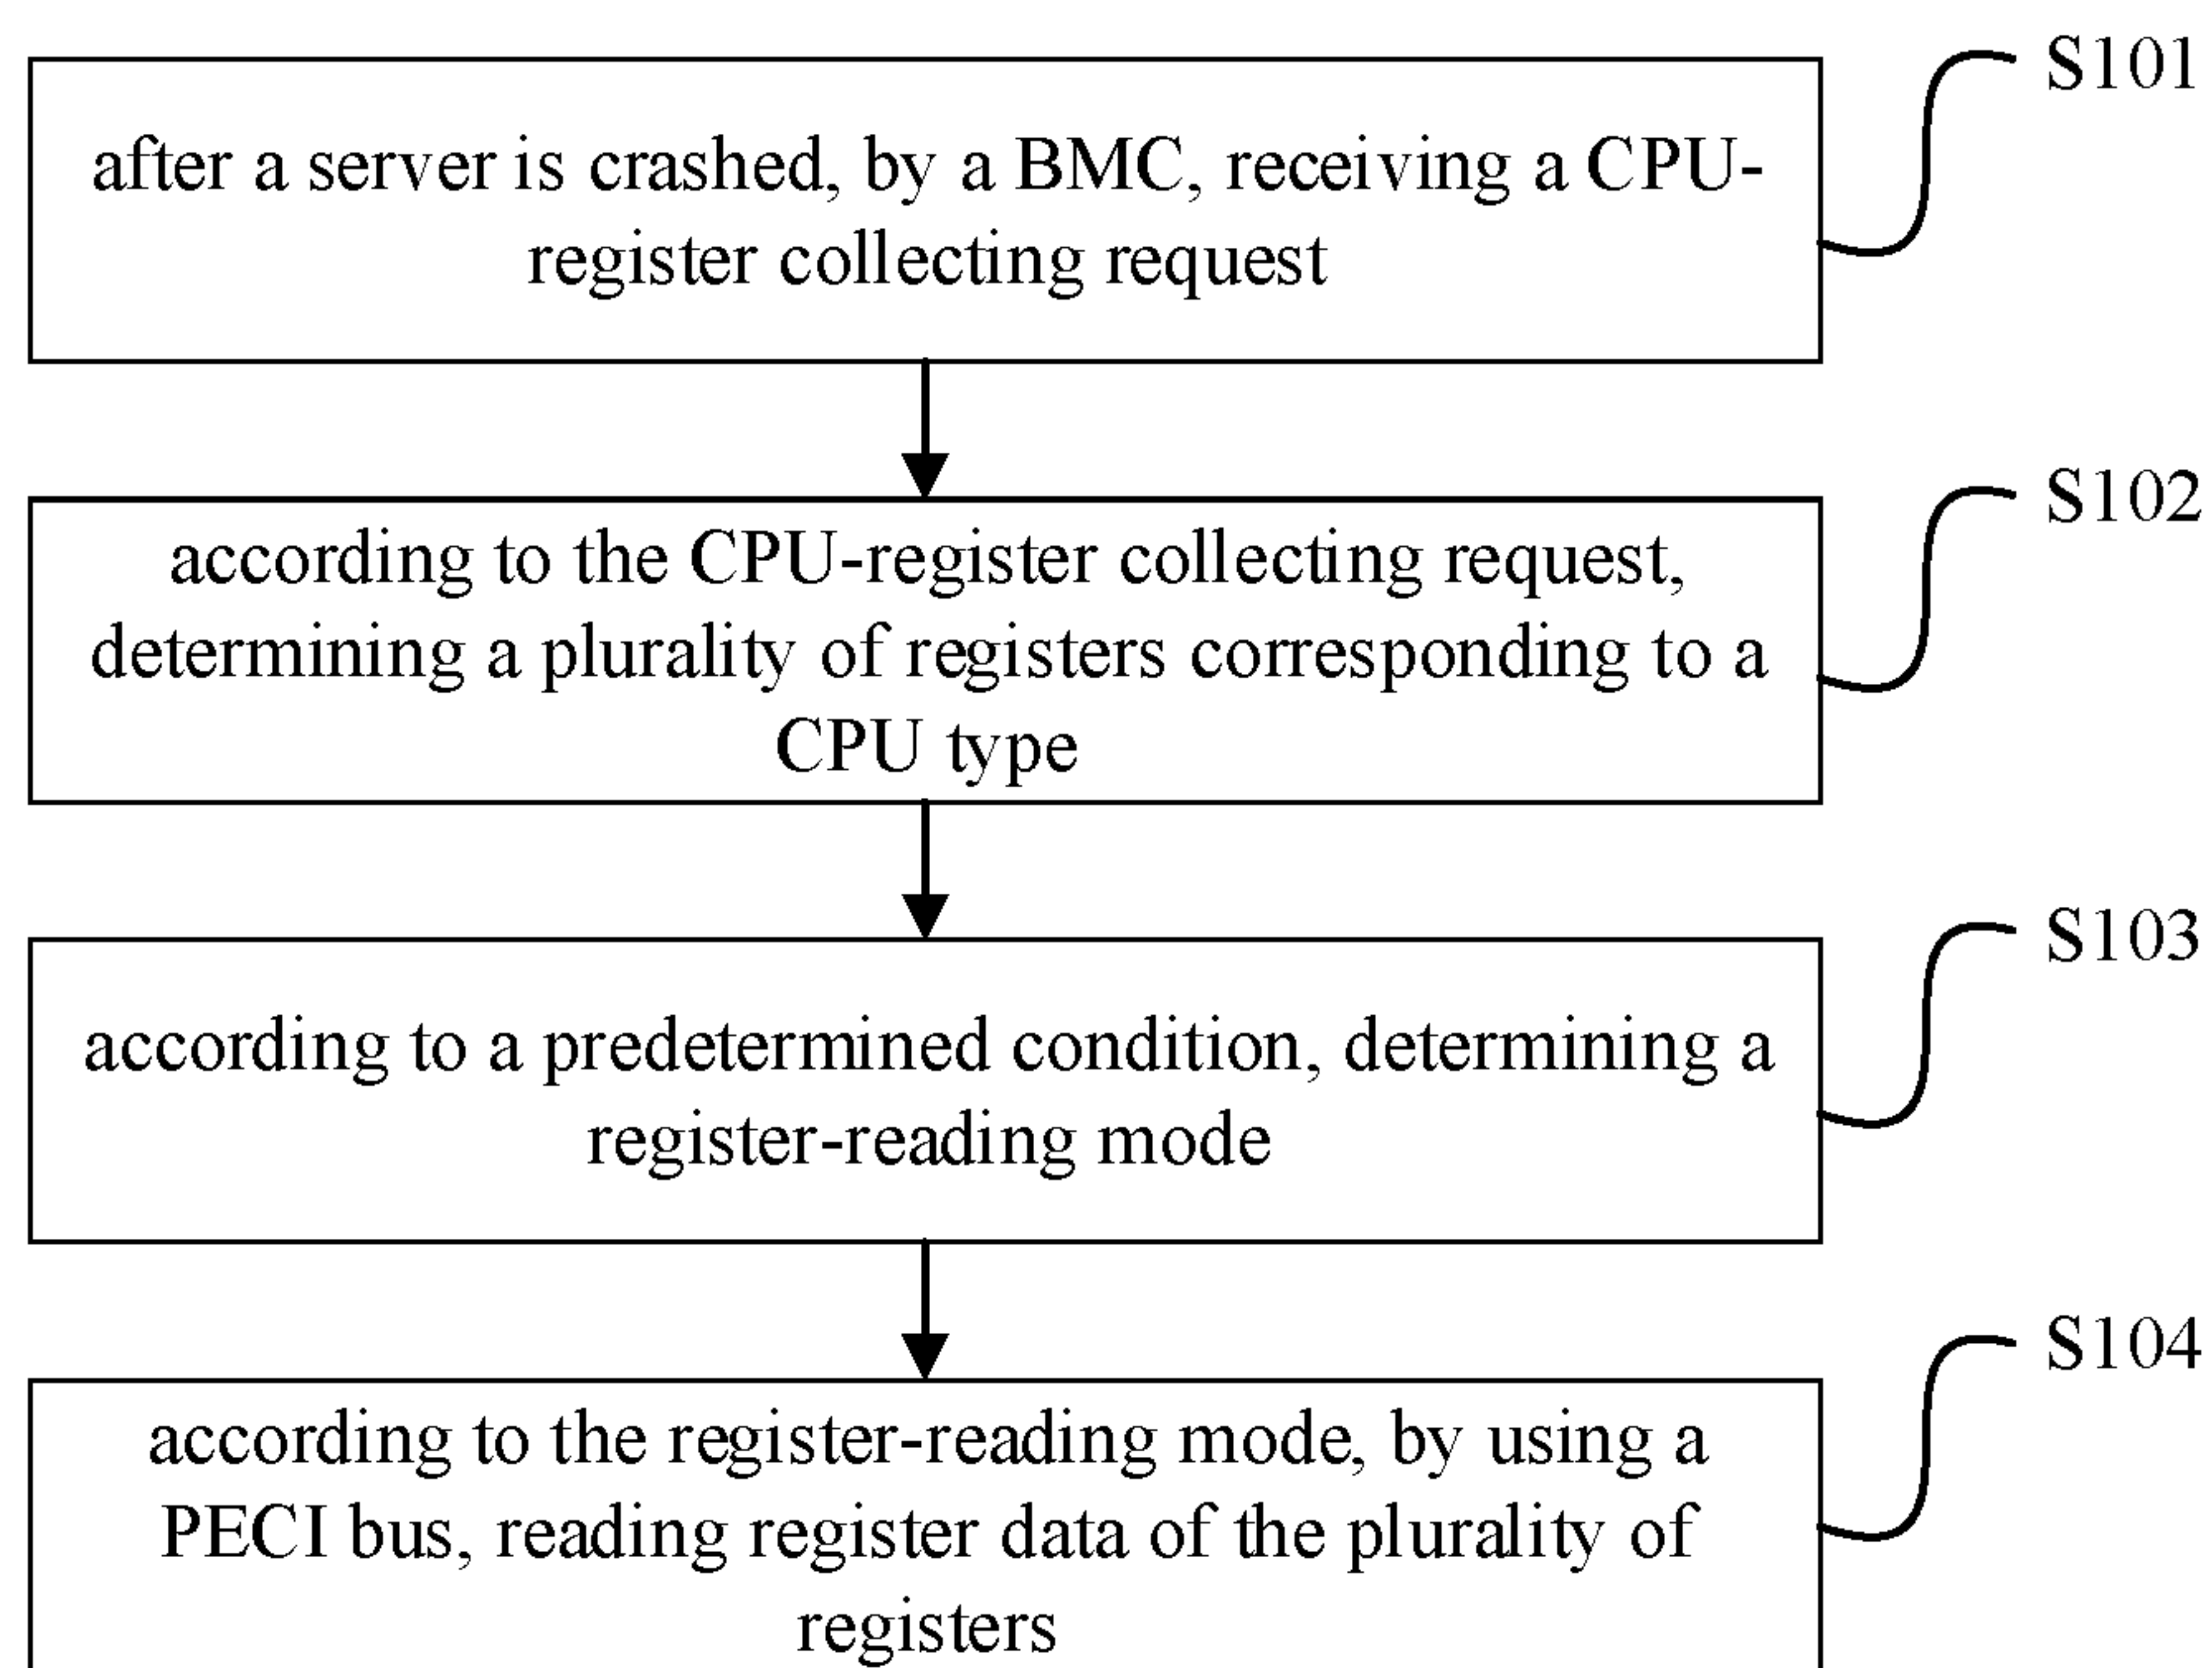 S101
after a server is crashed, by a BMC, receiving a CPU-
register collecting request
S102
according to the CPU-register collecting request,
determining a plurality of registers corresponding to a
CPU type
S103
according to a predetermined condition, determining a
register-reading mode
S104
according to the register-reading mode, by using a
PECI bus, reading register data of the plurality of
registers